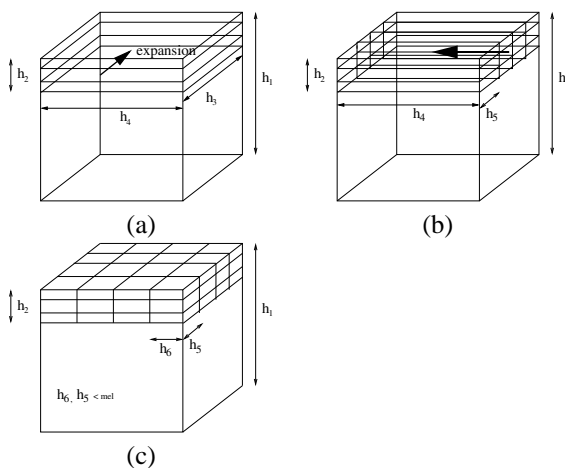 expansion
h2
h3
h4
h1
(a)
h2
h4
h5
h
(b)
h2
h1
h6
h5
h6, h5 < mel
(c)